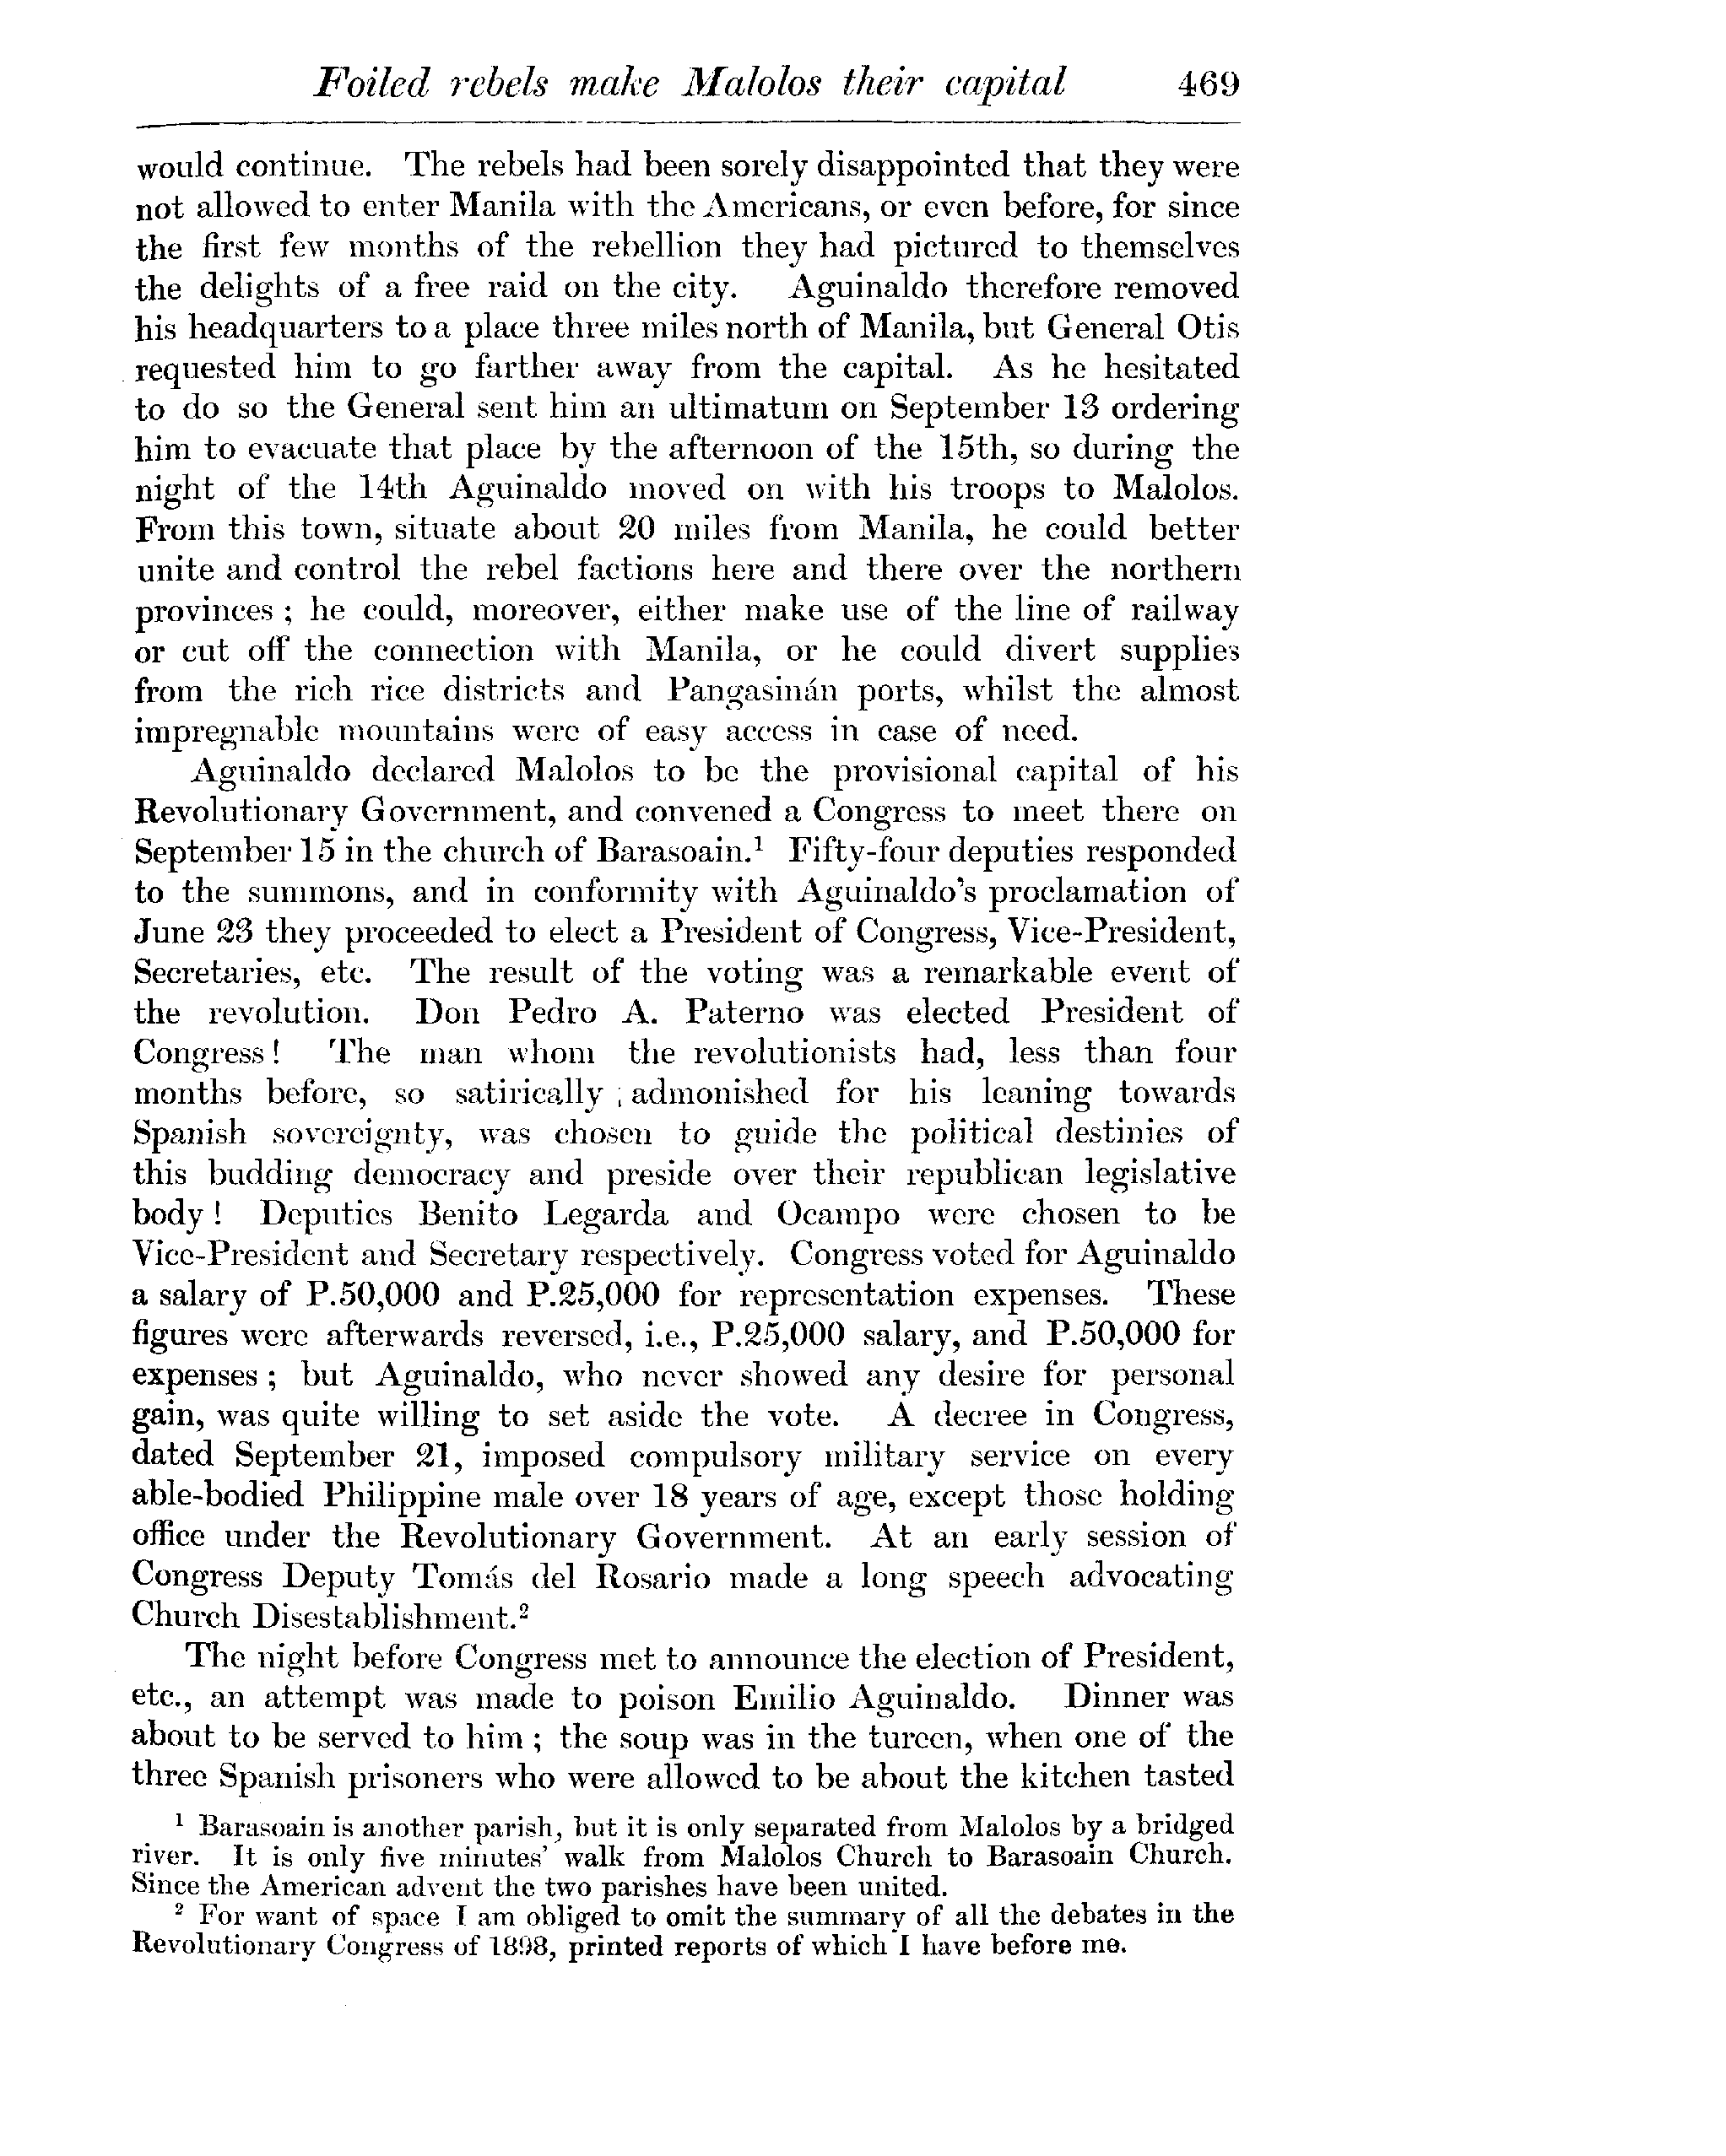 Foiled rebels make Malolos their capital 469
would continue. The rebels had been sorely disappointed that they were
not allowed to enter Manila with the Americans, or even before, for since
the first few months of the rebellion they had pictured to themselves
the delights of a free raid on the city. Aguinaldo therefore removed
his headquarters to a place three miles north of Manila, but General Otis
requested him to go farther away from the capital. As he hesitated
to do so the General sent him an ultimatum on September 13 ordering
him to evacuate that place by the afternoon of the 15th, so during the
night of the 14th Aguinaldo moved on with his troops to Malolos.
From this town, situate about 20 miles from Manila, he could better
unite and control the rebel factions here and there over the northern
provinces ; he could, moreover, either make use of the line of railway
or cut off the connection with Manila, or he could divert supplies
from the rich rice districts and Pangasinán ports, whilst the almost
impregnable mountains were of easy access in case of need.
Aguinaldo declared Malolos to be the provisional capital of his
Revolutionary Government, and convened a Congress to meet there on
September 15 in the church of Barasoain.¹ Fifty-four deputies responded
to the summons, and in conformity with Aguinaldo's proclamation of
June 23 they proceeded to elect a President of Congress, Vice-President,
Secretaries, etc. The result of the voting was a remarkable event of
the revolution. Don Pedro A. Paterno was elected President of
Congress ! The man whom the revolutionists had, less than four
months before, so satirically admonished for his leaning towards
Spanish sovereignty, was chosen to guide the political destinies of
this budding democracy and preside over their republican legislative
body ! Deputies Benito Legarda and Ocampo were chosen to be
Vice-President and Secretary respectively. Congress voted for Aguinaldo
a salary of P.50,000 and P.25,000 for representation expenses. These
figures were afterwards reversed, i.e., P.25,000 salary, and P.50,000 for
expenses ; but Aguinaldo, who never showed any desire for personal
gain, was quite willing to set aside the vote. A decree in Congress,
dated September 21, imposed compulsory military service on every
able-bodied Philippine male over 18 years of age, except those holding
office under the Revolutionary Government. At an early session of
Congress Deputy Tomás del Rosario made a long speech advocating
Church Disestablishment.²
The night before Congress met to announce the election of President,
etc., an attempt was made to poison Emilio Aguinaldo. Dinner was
about to be served to him ; the soup was in the tureen, when one of the
three Spanish prisoners who were allowed to be about the kitchen tasted
¹ Barasoain is another parish, but it is only separated from Malolos by a bridged
river. It is only five minutes' walk from Malolos Church to Barasoain Church.
Since the American advent the two parishes have been united.
² For want of space I am obliged to omit the summary of all the debates in the
Revolutionary Congress of 1898, printed reports of which I have before me.